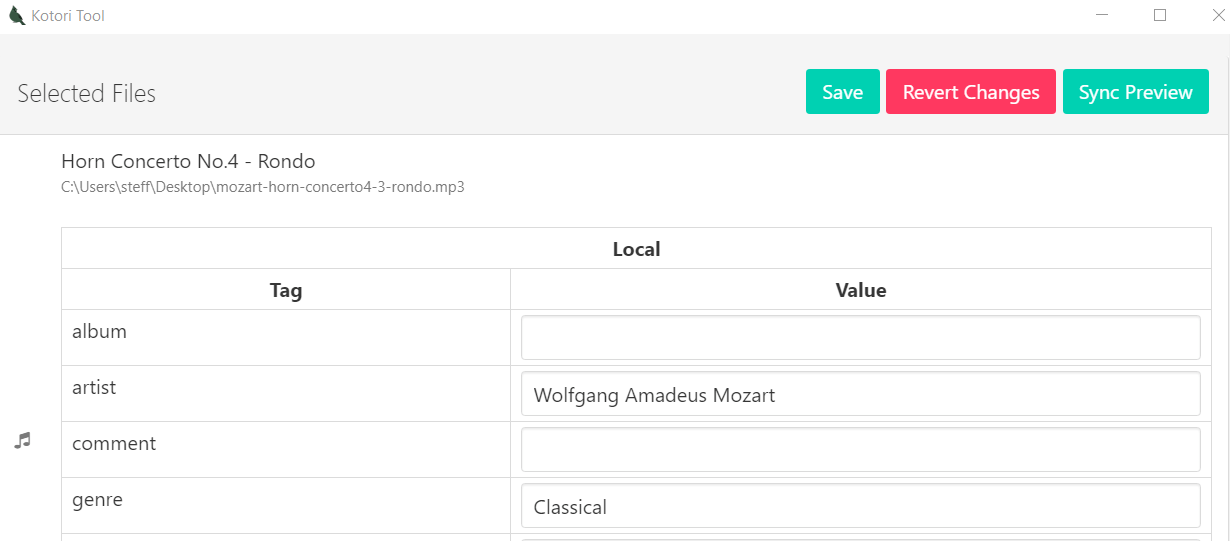 Kotori Tool
Selected Files
Save Revert Changes Sync Preview
Horn Concerto No.4 - Rondo
C:\Users\steff\Desktop\mozart-horn-concerto4-3-rondo.mp3
Local
Tag Value
album
artist Wolfgang Amadeus Mozart
comment
genre Classical